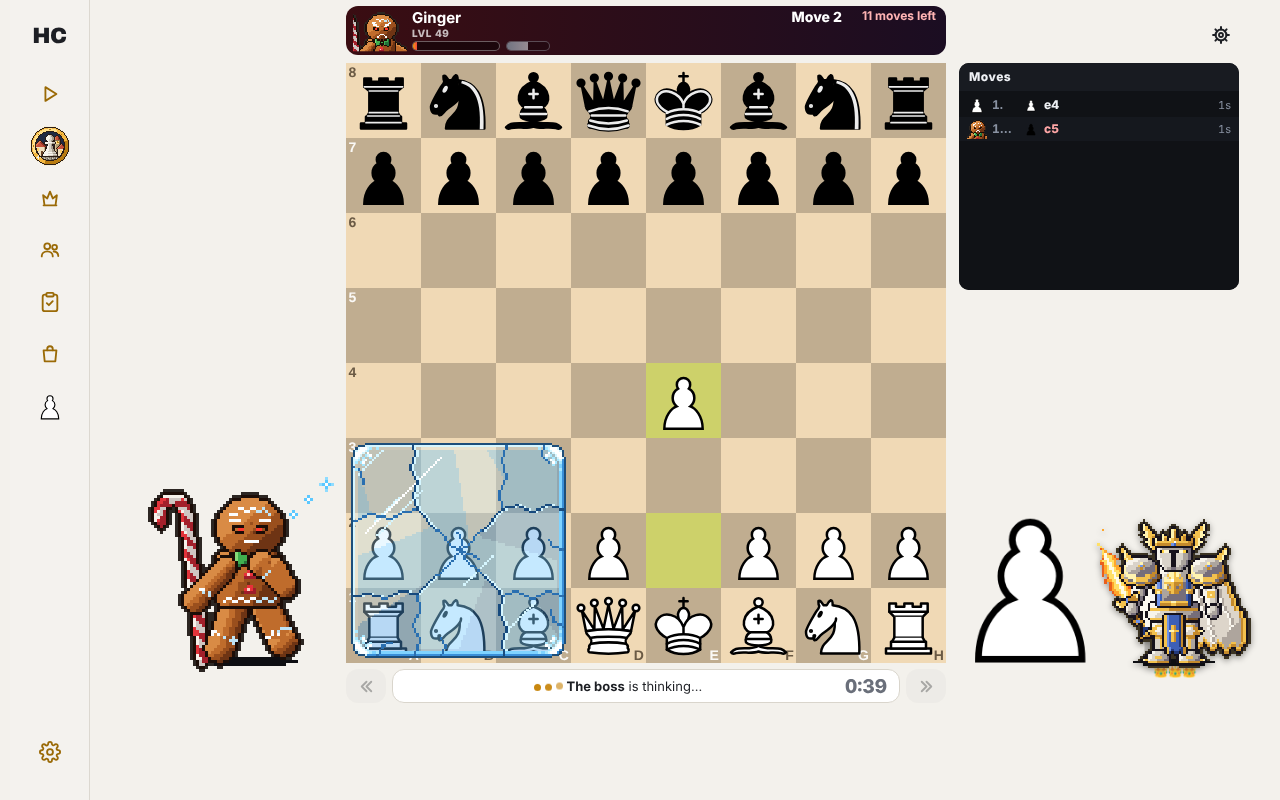 HC
Ginger
LVL 49
Move 2
11 moves left
8
7
6
5
4
3
2
D
E
F
G
H
C
Moves
1. e4 1s
1... c5 1s
The boss is thinking...
0:39